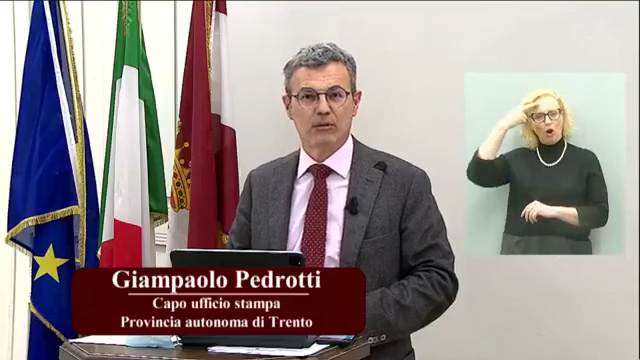 Giampaolo Pedrotti
Capo ufficio stampa
Provincia autonoma di Trento